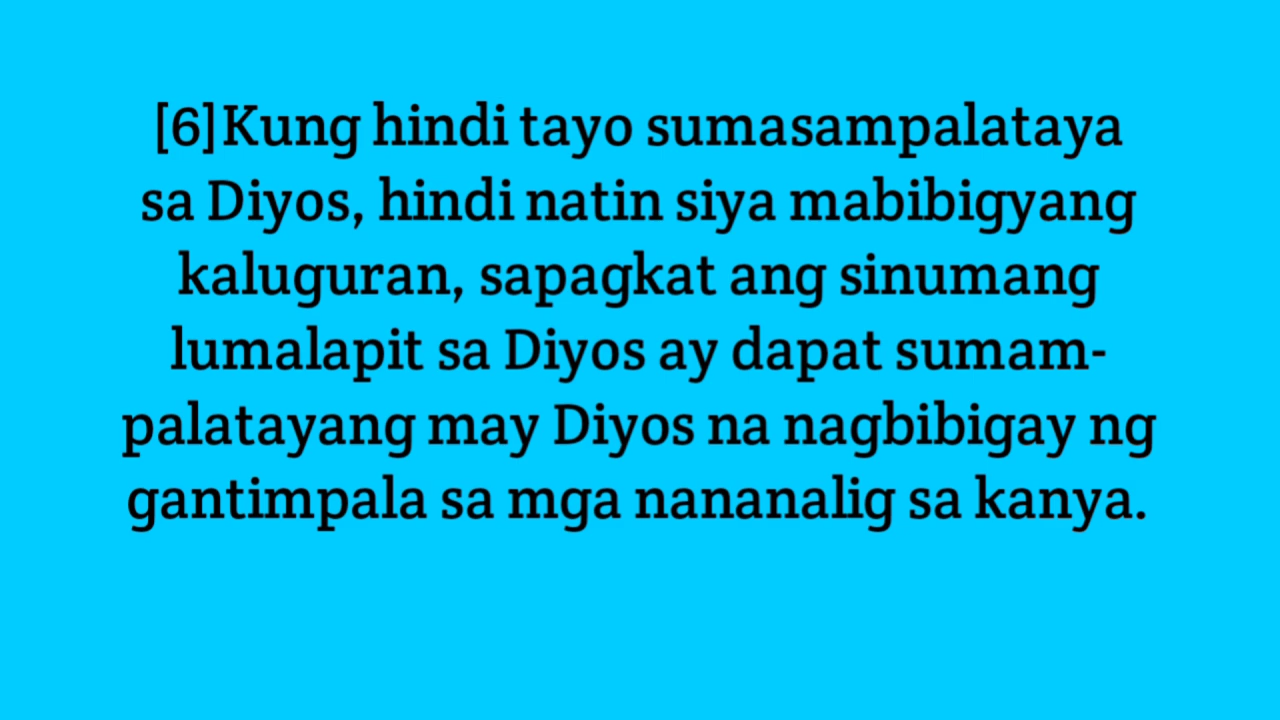 [6]Kung hindi tayo sumasampalataya
sa Diyos, hindi natin siya mabibigyang
kaluguran, sapagkat ang sinumang
lumalapit sa Diyos ay dapat sumam-
palatayang may Diyos na nagbibigay ng
gantimpala sa mga nananalig sa kanya.